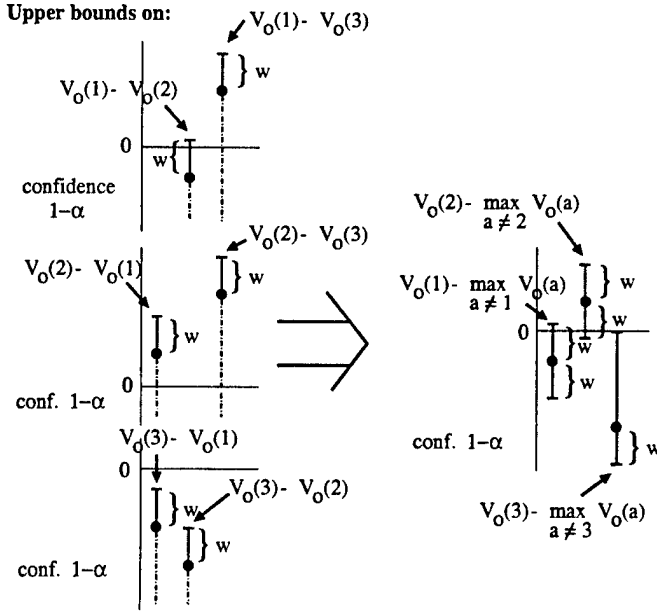 Upper bounds on:
V_o(1)- V_o(3)
w
V_o(1)- V_o(2)
0
w
confidence
1-α
V_o(2)- V_o(3)
V_o(2)- V_o(1)
w
w
0
conf. 1-α
V_o(3)- V_o(1)
0
w
V_o(3)- V_o(2)
w
conf. 1-α
V_o(2)- max V_o(a)
a ≠ 2
V_o(1)- max V_o(a)
a ≠ 1
w
w
0
w
w
conf. 1-α
w
V_o(3)- max V_o(a)
a ≠ 3